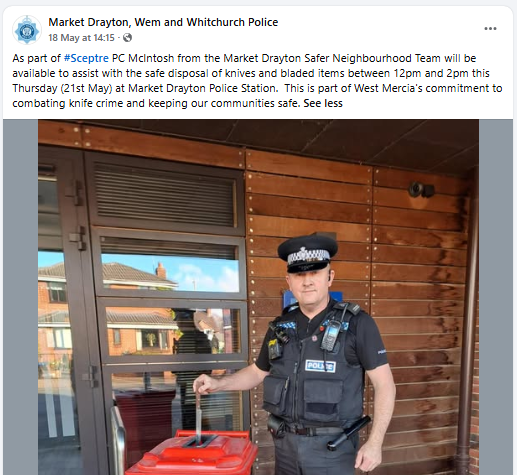 Market Drayton, Wem and Whitchurch Police
18 May at 14:15 ·
As part of #Sceptre PC McIntosh from the Market Drayton Safer Neighbourhood Team will be
available to assist with the safe disposal of knives and bladed items between 12pm and 2pm this
Thursday (21st May) at Market Drayton Police Station.  This is part of West Mercia's commitment to
combating knife crime and keeping our communities safe. See less
POLICE